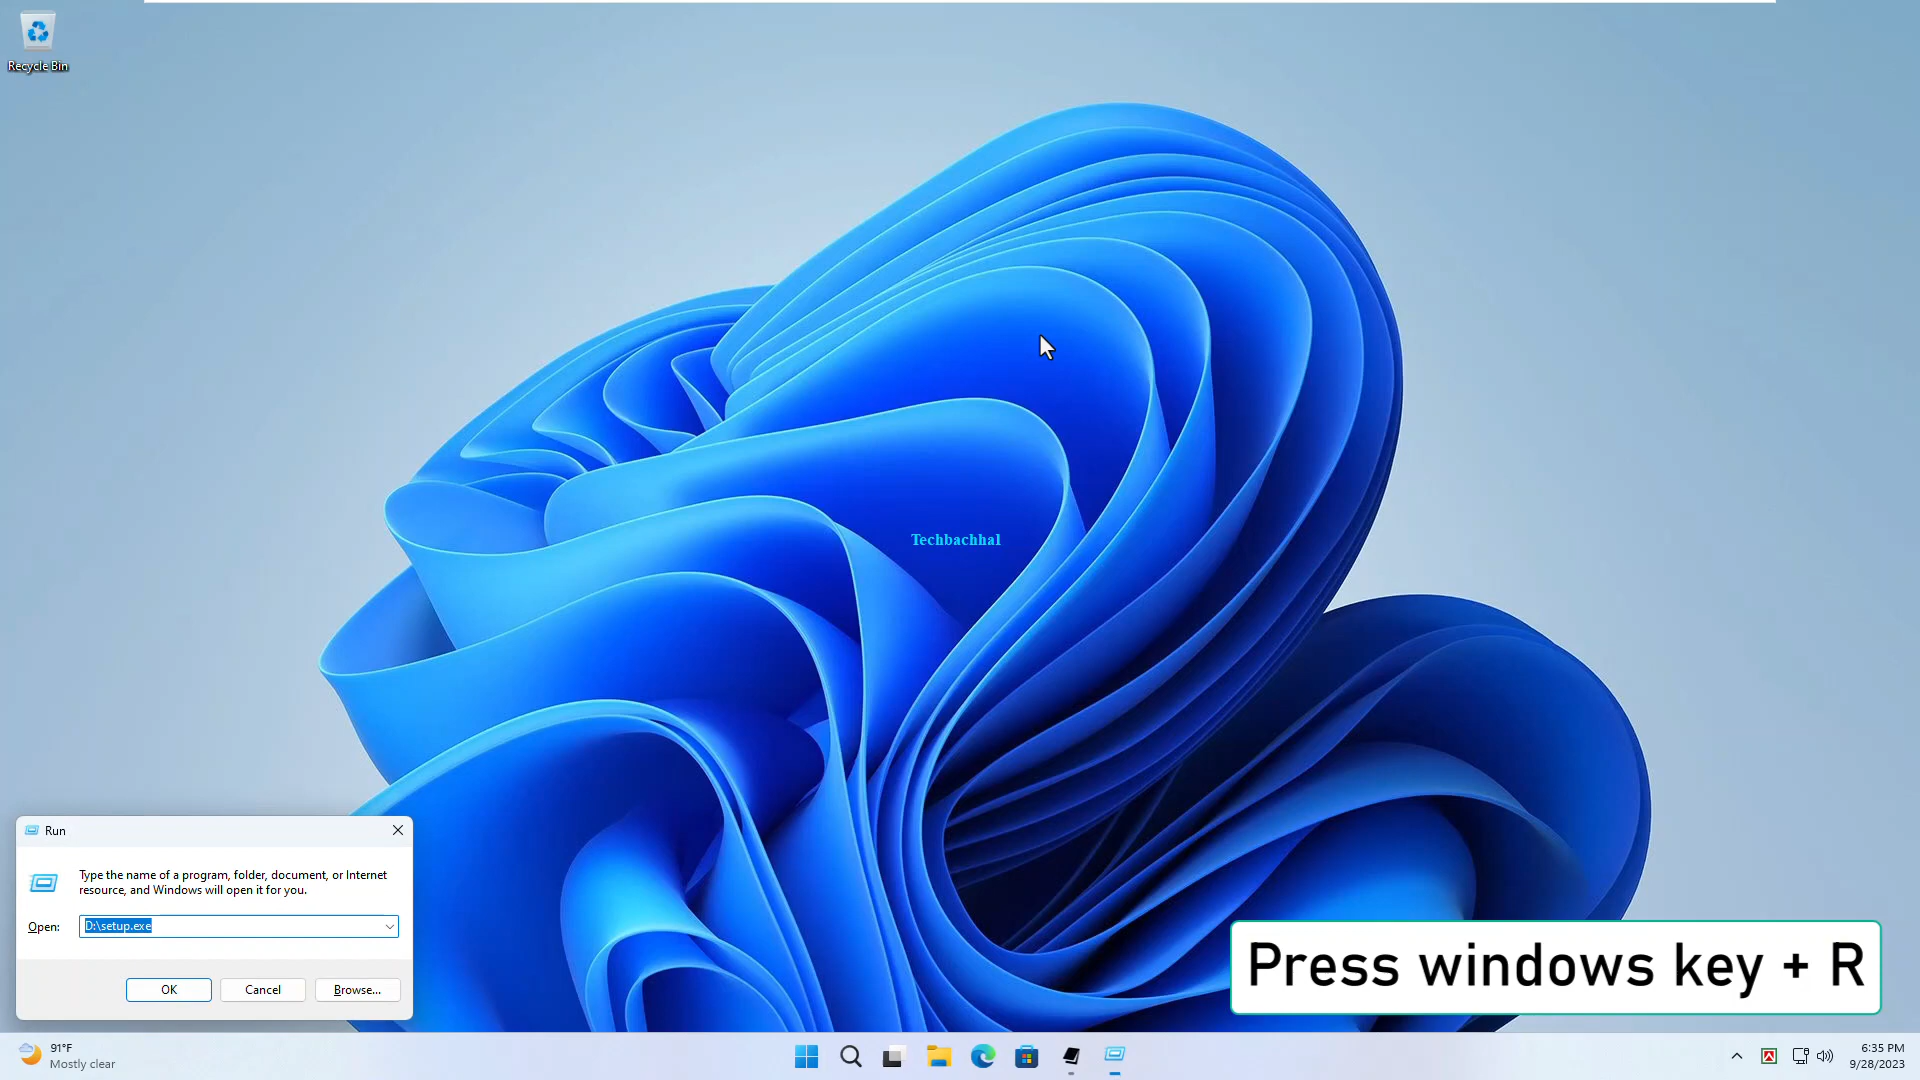 Recycle Bin
Techbachhal
Run
Type the name of a program, folder, document, or Internet
resource, and Windows will open it for you.
Open:
D:\setup.exe
OK
Cancel
Browse...
Press windows key + R
91°F
Mostly clear
6:35 PM
9/28/2023